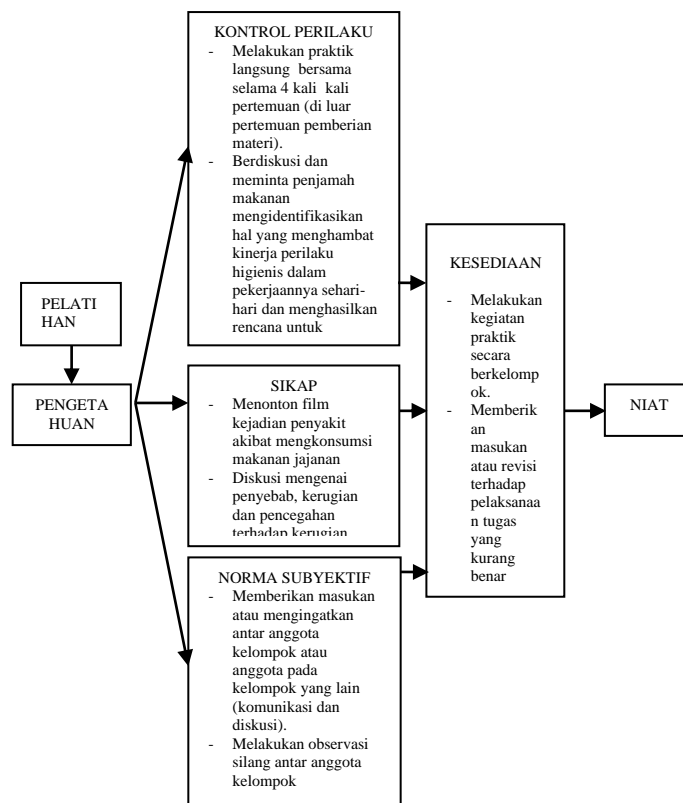 PELATI
HAN
PENGETA
HUAN
KONTROL PERILAKU
- Melakukan praktik
langsung bersama
selama 4 kali kali
pertemuan (di luar
pertemuan pemberian
materi).
- Berdiskusi dan
meminta penjamah
makanan
mengidentifikasikan
hal yang menghambat
kinerja perilaku
higienis dalam
pekerjaannya sehari-
hari dan menghasilkan
rencana untuk
SIKAP
- Menonton film
kejadian penyakit
akibat mengkonsumsi
makanan jajanan
- Diskusi mengenai
penyebab, kerugian
dan pencegahan
terhadap kerugian
NORMA SUBYEKTIF
- Memberikan masukan
atau mengingatkan
antar anggota
kelompok atau
anggota pada
kelompok yang lain
(komunikasi dan
diskusi).
- Melakukan observasi
silang antar anggota
kelompok
KESEDIAAN
- Melakukan
kegiatan
praktik
secara
berkelomp
ok.
- Memberik
an
masukan
atau revisi
terhadap
pelaksanaa
n tugas
yang
kurang
benar
NIAT